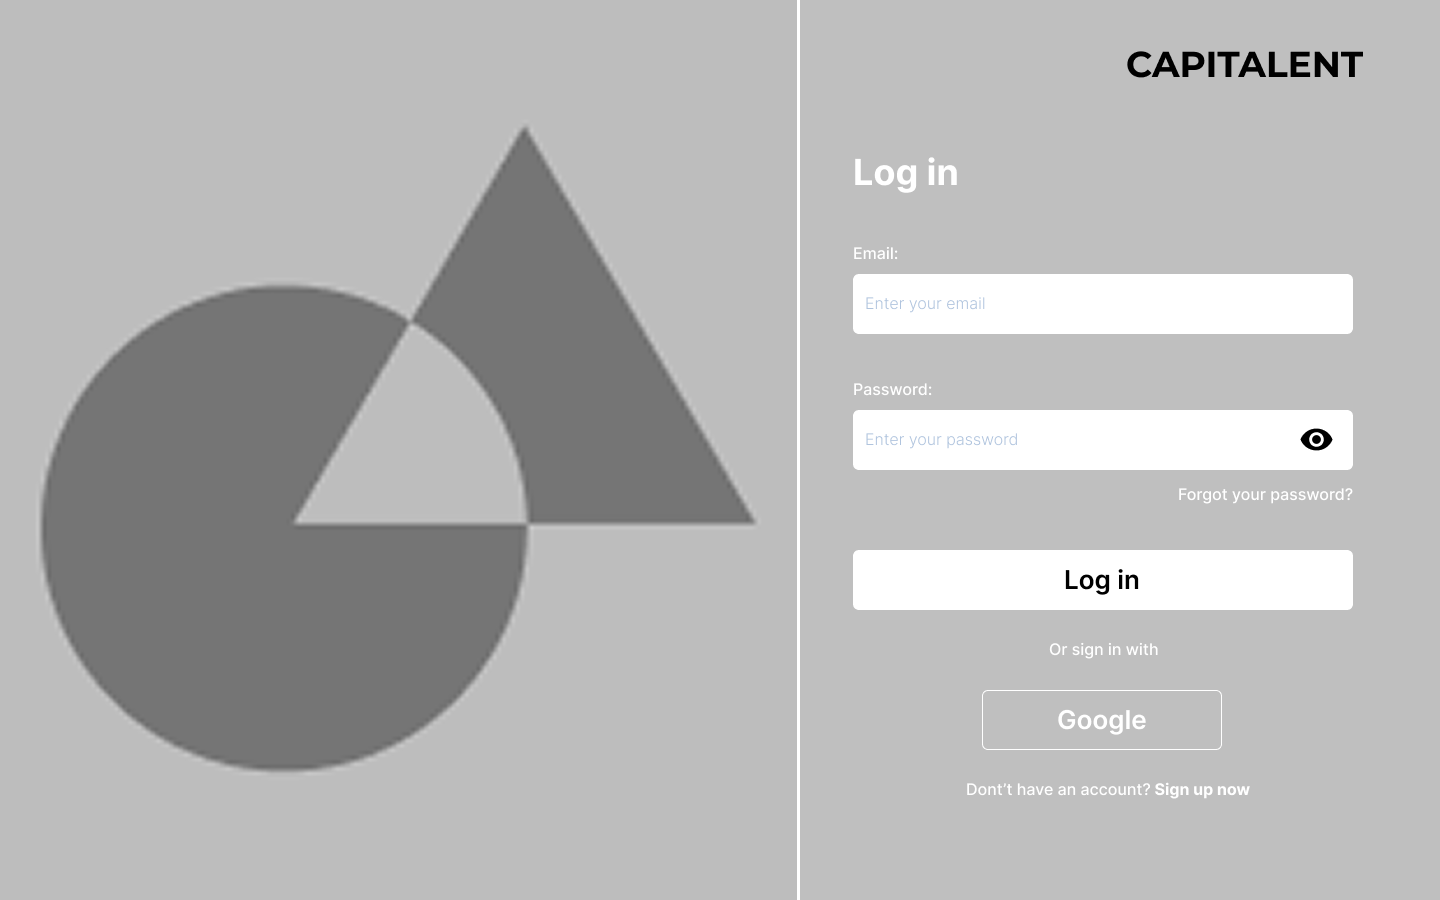 CAPITALENT
Log in
Email:
Enter your email
Password:
Enter your password
Forgot your password?
Log in
Or sign in with
Google
Dont’t have an account? Sign up now